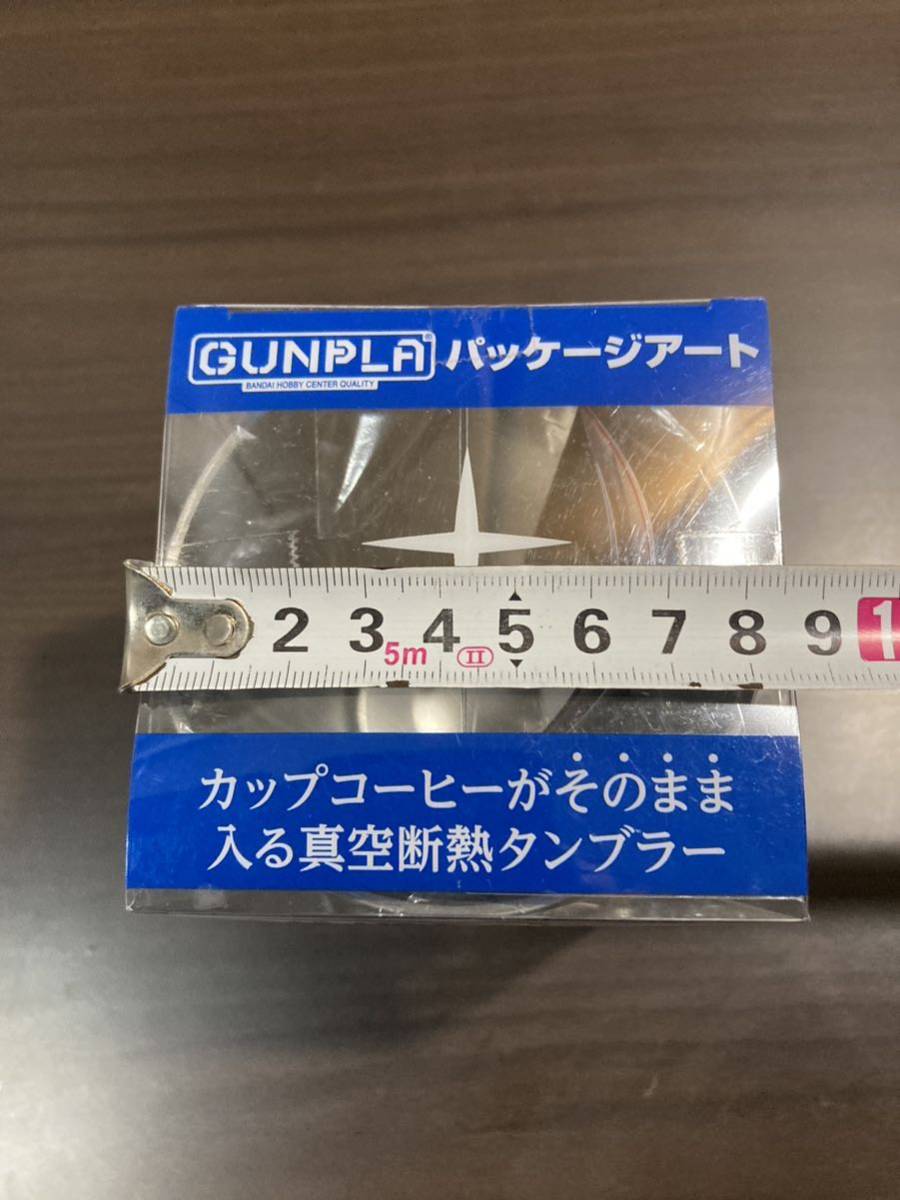 GUNPLA® パッケージアート
BANDAI HOBBY CENTER QUALITY
2 3 4 5 6 7 8 9 1
5m II
カップコーヒーがそのまま
入る真空断熱タンブラー